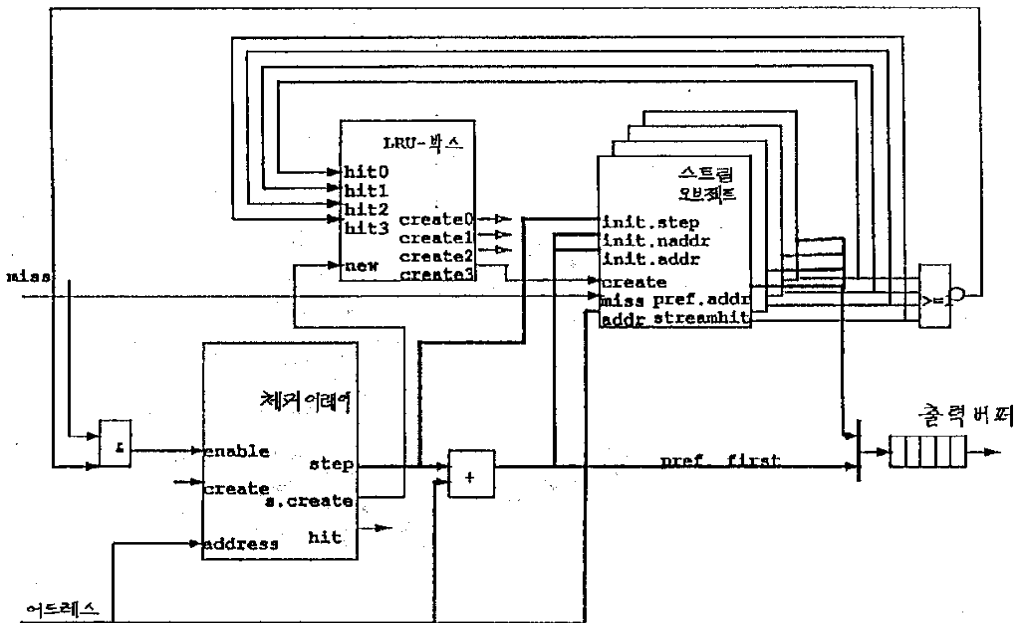 LRU-박스
hit0
hit1
hit2
hit3
create0
create1
create2
create3
new
스트림
오브젝트
init.step
init.naddr
init.addr
create
miss
pref.addr
addr
streamhit
>=
miss
체커어레이
enable
step
create
s.create
hit
address
&
+
pref. first
출력버퍼
어드레스